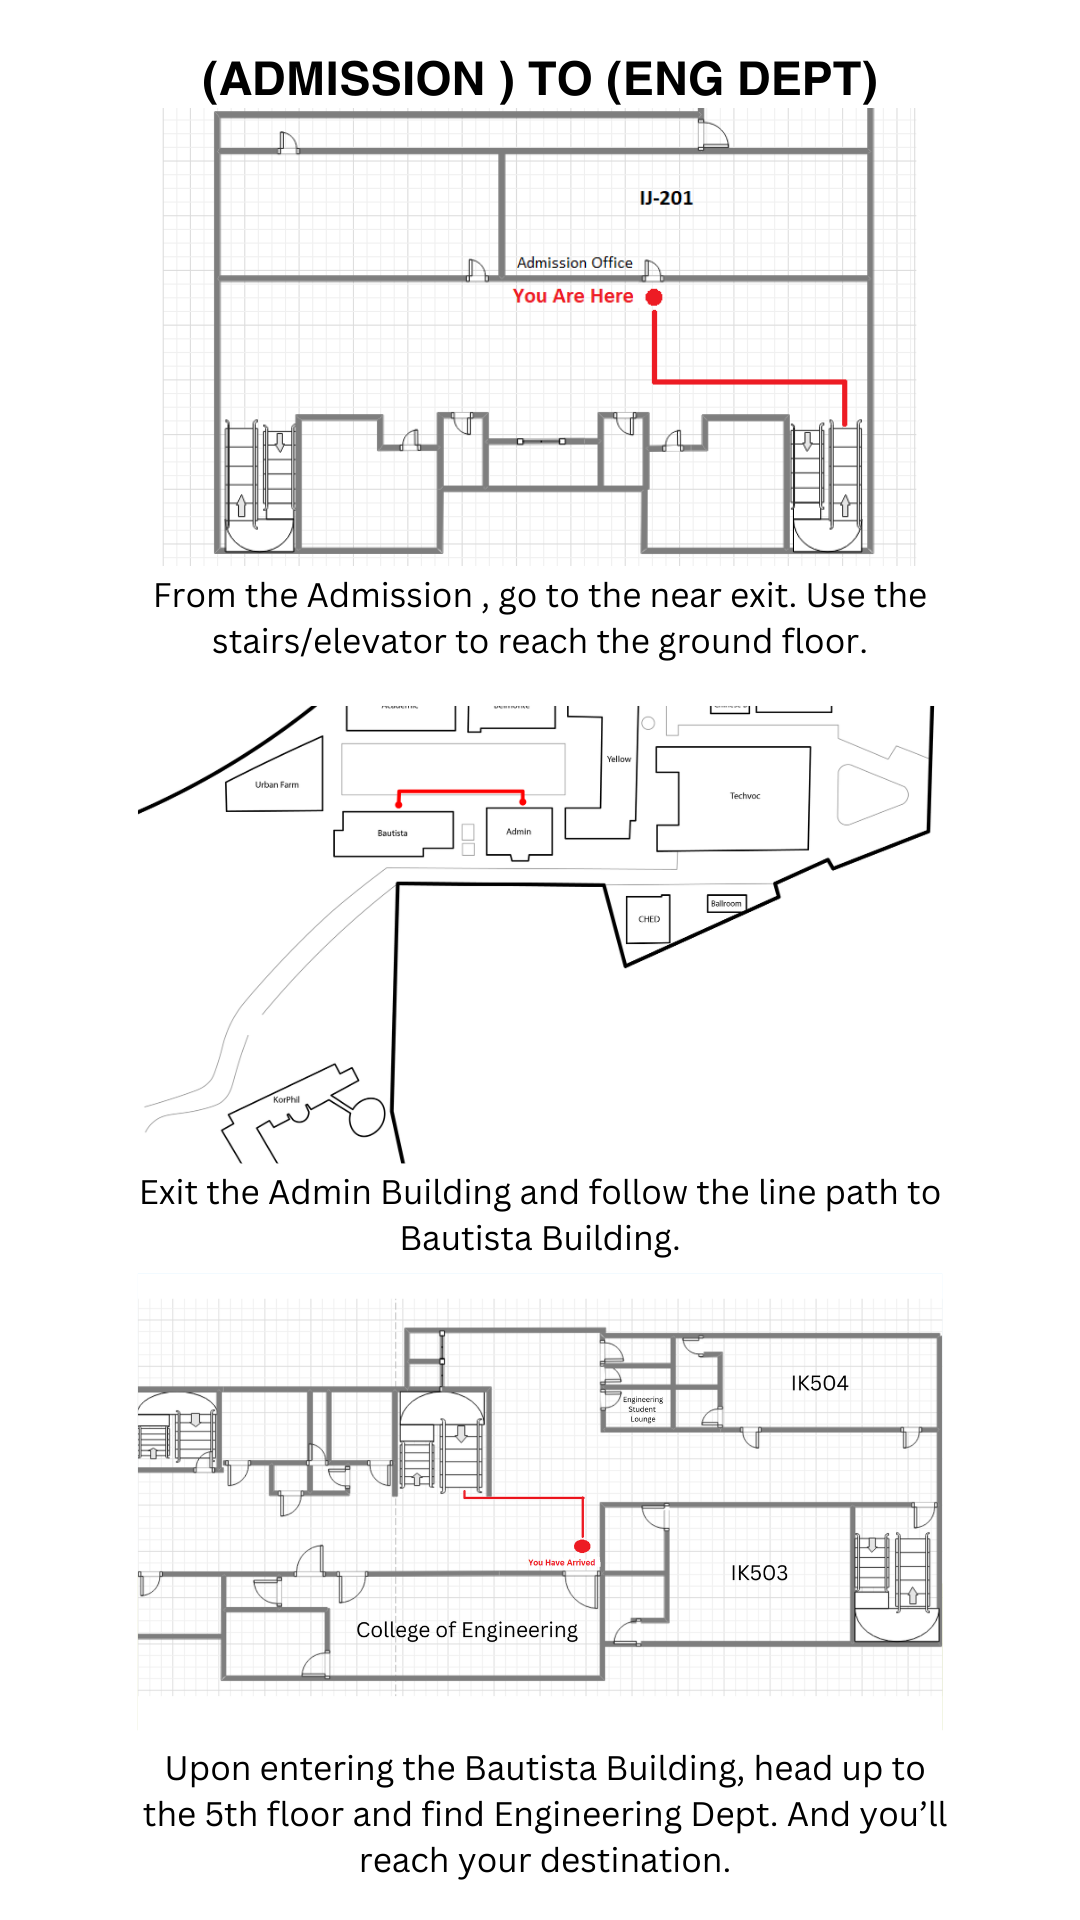 (ADMISSION ) TO (ENG DEPT)
IJ-201
Admission Office
You Are Here
From the Admission , go to the near exit. Use the
stairs/elevator to reach the ground floor.
Academic
Belmonte
Yellow
Urban Farm
Techvoc
Bautista
Admin
CHED
Ballroom
KorPhil
Exit the Admin Building and follow the line path to
Bautista Building.
IK504
Engineering
Student
Lounge
You Have Arrived
IK503
College of Engineering
Upon entering the Bautista Building, head up to
the 5th floor and find Engineering Dept. And you’ll
reach your destination.